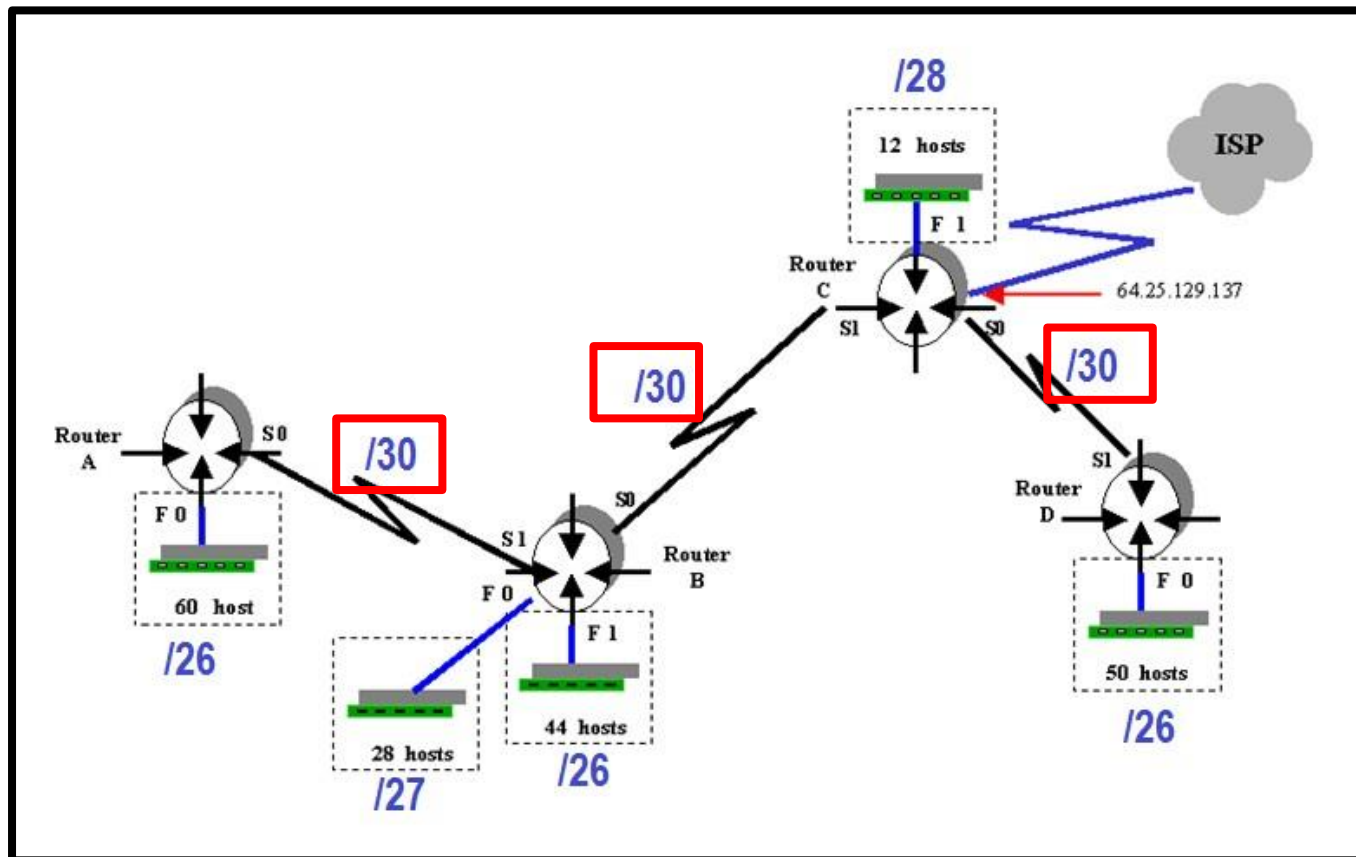 /28
12 hosts
ISP
F 1
Router
C
64.25.129.137
S1
S0
/30
/30
Router
A
S0
/30
S0
S1
Router
D
F 0
S1
Router
B
F 0
F 0
60 host
F 1
/26
50 hosts
44 hosts
28 hosts
/26
/26
/27